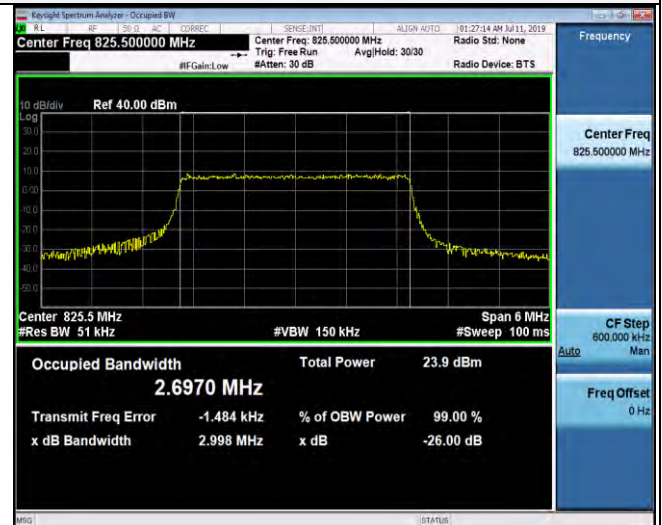 Keysight Spectrum Analyzer - Occupied BW
RL RF 50 Ω AC CORREC SENSE:INT ALIGN AUTO 01:27:14 AM Jul 11, 2019
Center Freq 825.500000 MHz
Center Freq: 825.500000 MHz
Radio Std: None
Trig: Free Run Avg|Hold: 30/30
#IFGain:Low #Atten: 30 dB Radio Device: BTS
Frequency
10 dB/div Ref 40.00 dBm
Log
30.0
20.0
10.0
0.00
-10.0
-20.0
-30.0
-40.0
-50.0
Center 825.5 MHz Span 6 MHz
#Res BW 51 kHz #VBW 150 kHz #Sweep 100 ms
Center Freq
825.500000 MHz
CF Step
600.000 kHz
Auto Man
Freq Offset
0 Hz
Occupied Bandwidth Total Power 23.9 dBm
2.6970 MHz
Transmit Freq Error -1.484 kHz % of OBW Power 99.00 %
x dB Bandwidth 2.998 MHz x dB -26.00 dB
MSG STATUS